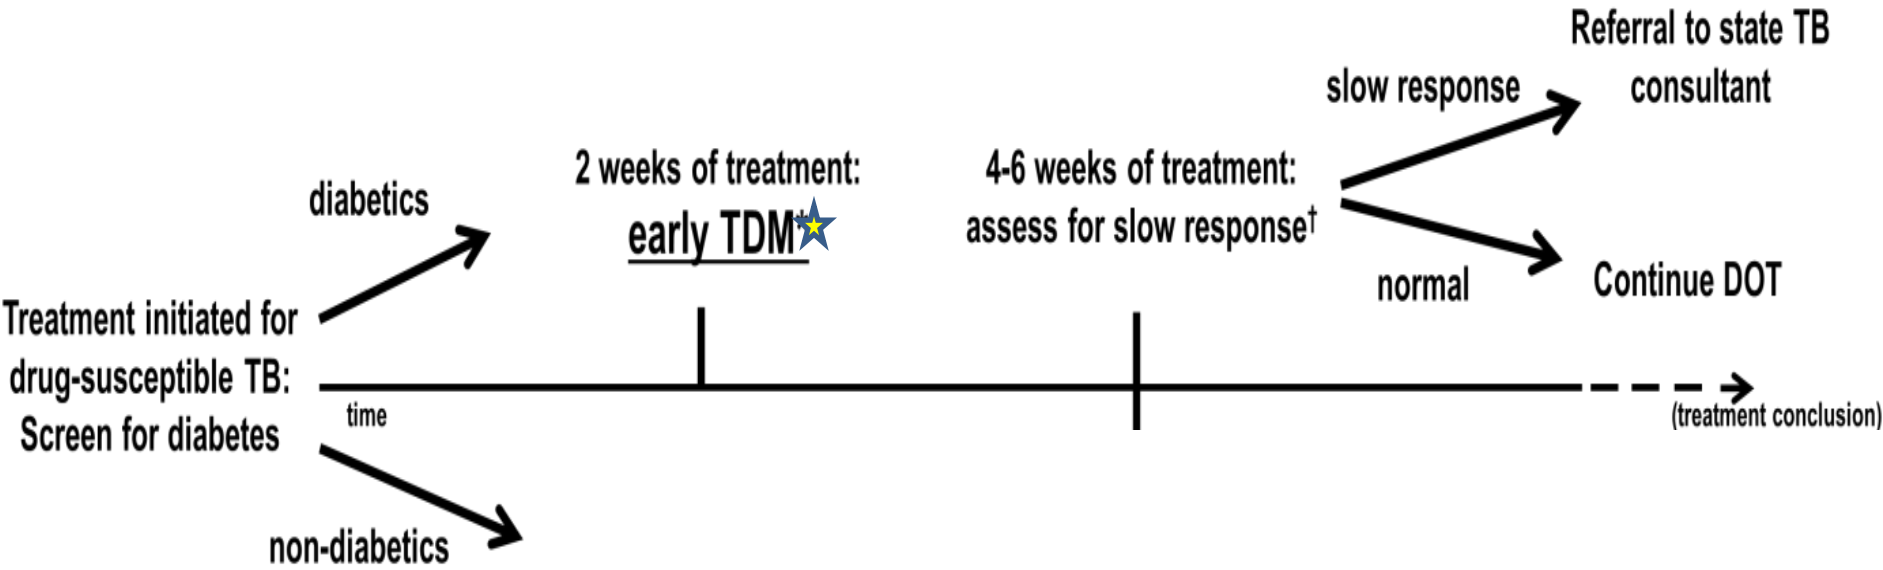 Referral to state TB
consultant
slow response
2 weeks of treatment:
early TDM*
4-6 weeks of treatment:
assess for slow response†
diabetics
normal
Continue DOT
Treatment initiated for
drug-susceptible TB:
Screen for diabetes
time
(treatment conclusion)
non-diabetics